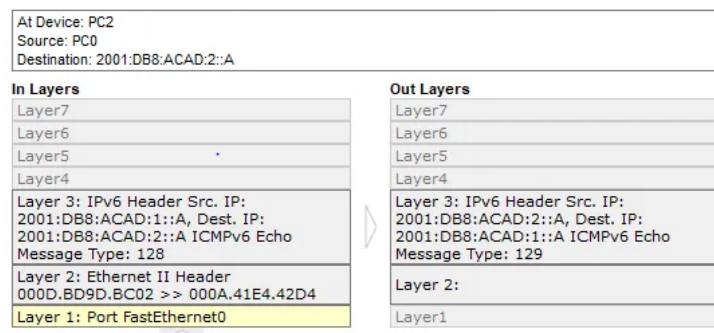 At Device: PC2
Source: PC0
Destination: 2001:DB8:ACAD:2::A
In Layers
Layer7
Layer6
Layer5
Layer4
Layer 3: IPv6 Header Src. IP:
2001:DB8:ACAD:1::A, Dest. IP:
2001:DB8:ACAD:2::A ICMPv6 Echo
Message Type: 128
Layer 2: Ethernet II Header
000D.BD9D.BC02 >> 000A.41E4.42D4
Layer 1: Port FastEthernet0
Out Layers
Layer7
Layer6
Layer5
Layer4
Layer 3: IPv6 Header Src. IP:
2001:DB8:ACAD:2::A, Dest. IP:
2001:DB8:ACAD:1::A ICMPv6 Echo
Message Type: 129
Layer 2:
Layer1